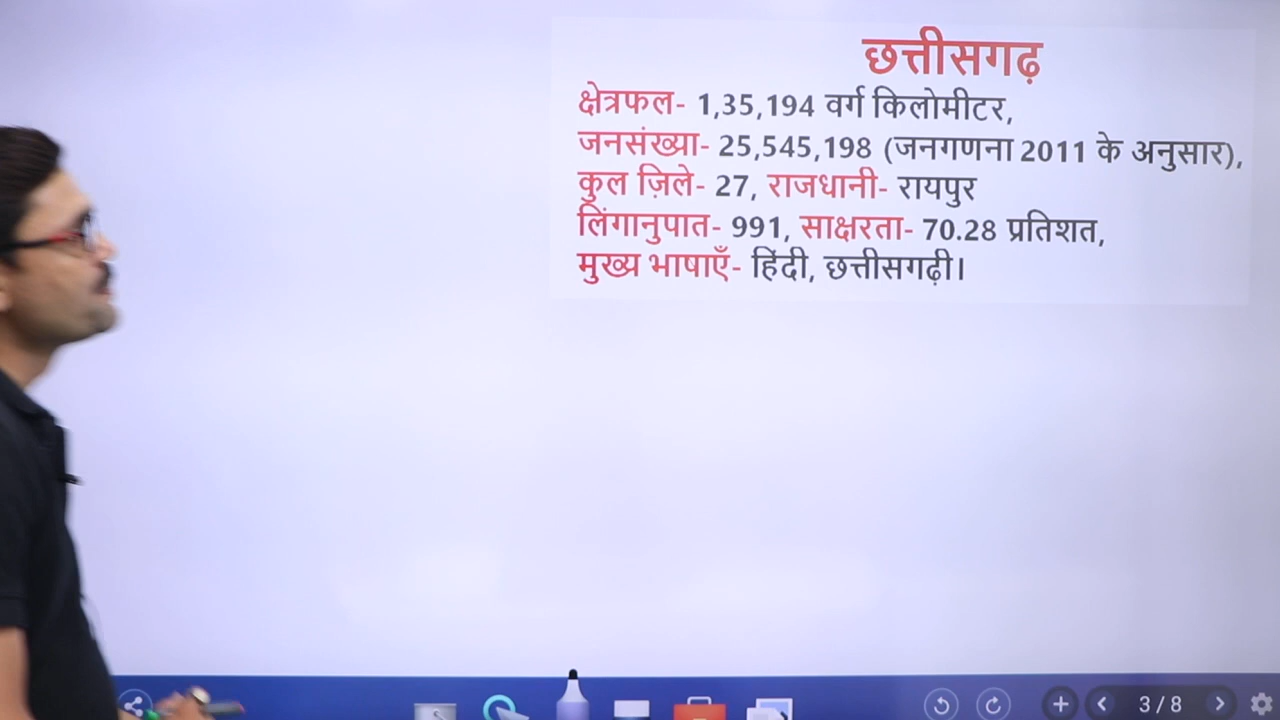 छत्तीसगढ़
क्षेत्रफल- 1,35,194 वर्ग किलोमीटर,
जनसंख्या- 25,545,198 (जनगणना 2011 के अनुसार),
कुल ज़िले- 27, राजधानी- रायपुर
लिंगानुपात- 991, साक्षरता- 70.28 प्रतिशत,
मुख्य भाषाएँ- हिंदी, छत्तीसगढ़ी।
3 / 8